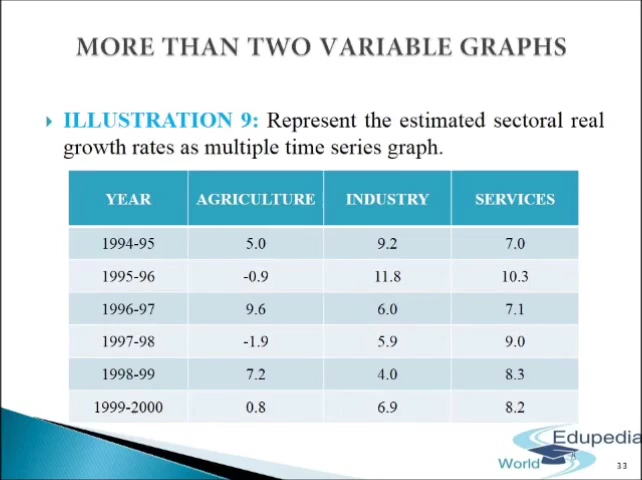 MORE THAN TWO VARIABLE GRAPHS
ILLUSTRATION 9: Represent the estimated sectoral real
growth rates as multiple time series graph.
YEAR AGRICULTURE INDUSTRY SERVICES
1994-95 5.0 9.2 7.0
1995-96 -0.9 11.8 10.3
1996-97 9.6 6.0 7.1
1997-98 -1.9 5.9 9.0
1998-99 7.2 4.0 8.3
1999-2000 0.8 6.9 8.2
Edupedia
World
33